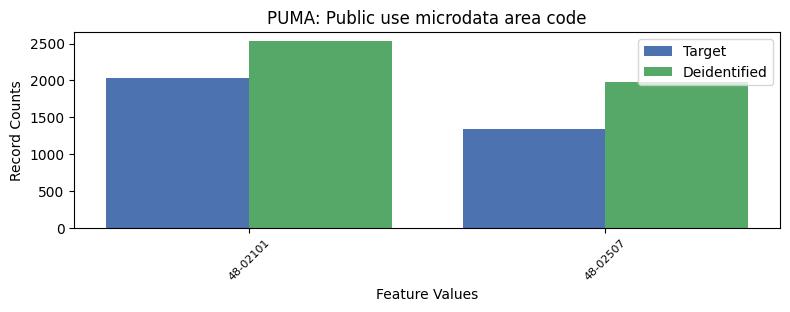 PUMA: Public use microdata area code
Target
Deidentified
Record Counts
2500
2000
1500
1000
500
0
48-02101
48-02507
Feature Values